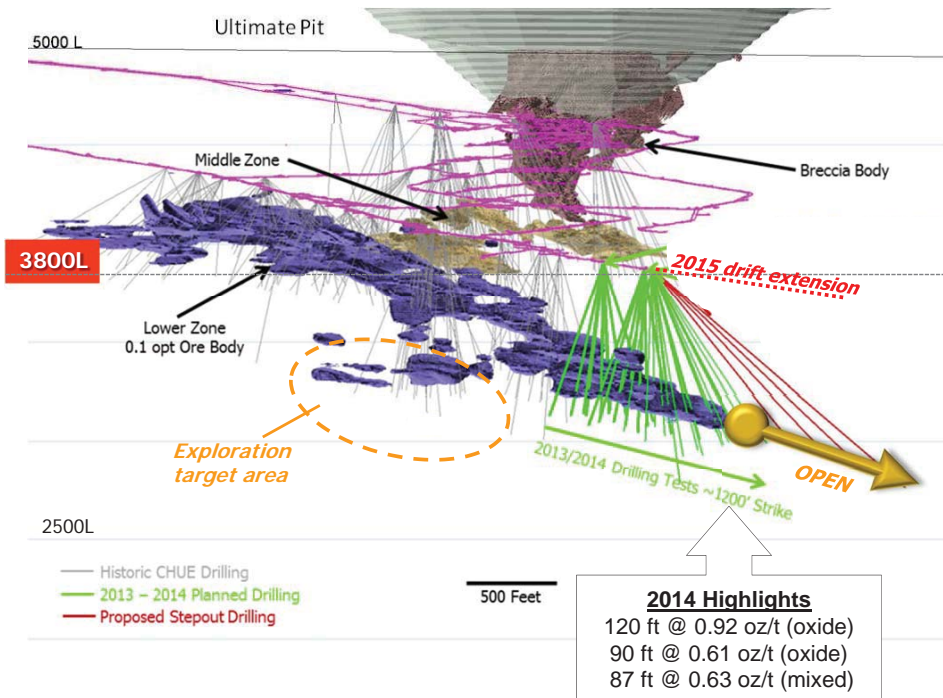 Ultimate Pit
5000 L
Middle Zone
Breccia Body
3800L
2015 drift extension
Lower Zone
0.1 opt Ore Body
Exploration
target area
2013/2014 Drilling Tests ~1200' Strike
OPEN
2500L
Historic CHUE Drilling
2013 – 2014 Planned Drilling
Proposed Stepout Drilling
500 Feet
2014 Highlights
120 ft @ 0.92 oz/t (oxide)
90 ft @ 0.61 oz/t (oxide)
87 ft @ 0.63 oz/t (mixed)